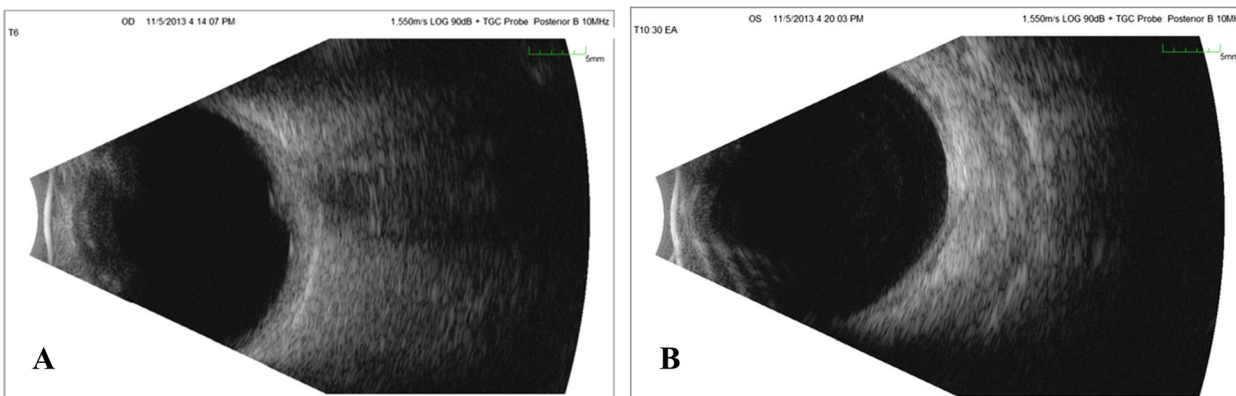 OD 11/5/2013 4 14 07 PM 1,550m/s LOG 90dB + TGC Probe Posterior B 10MHz
T6
5mm
A
OS 11/5/2013 4 20 03 PM 1,550m/s LOG 90dB + TGC Probe Posterior B 10MH
T10:30 EA
5mm
B